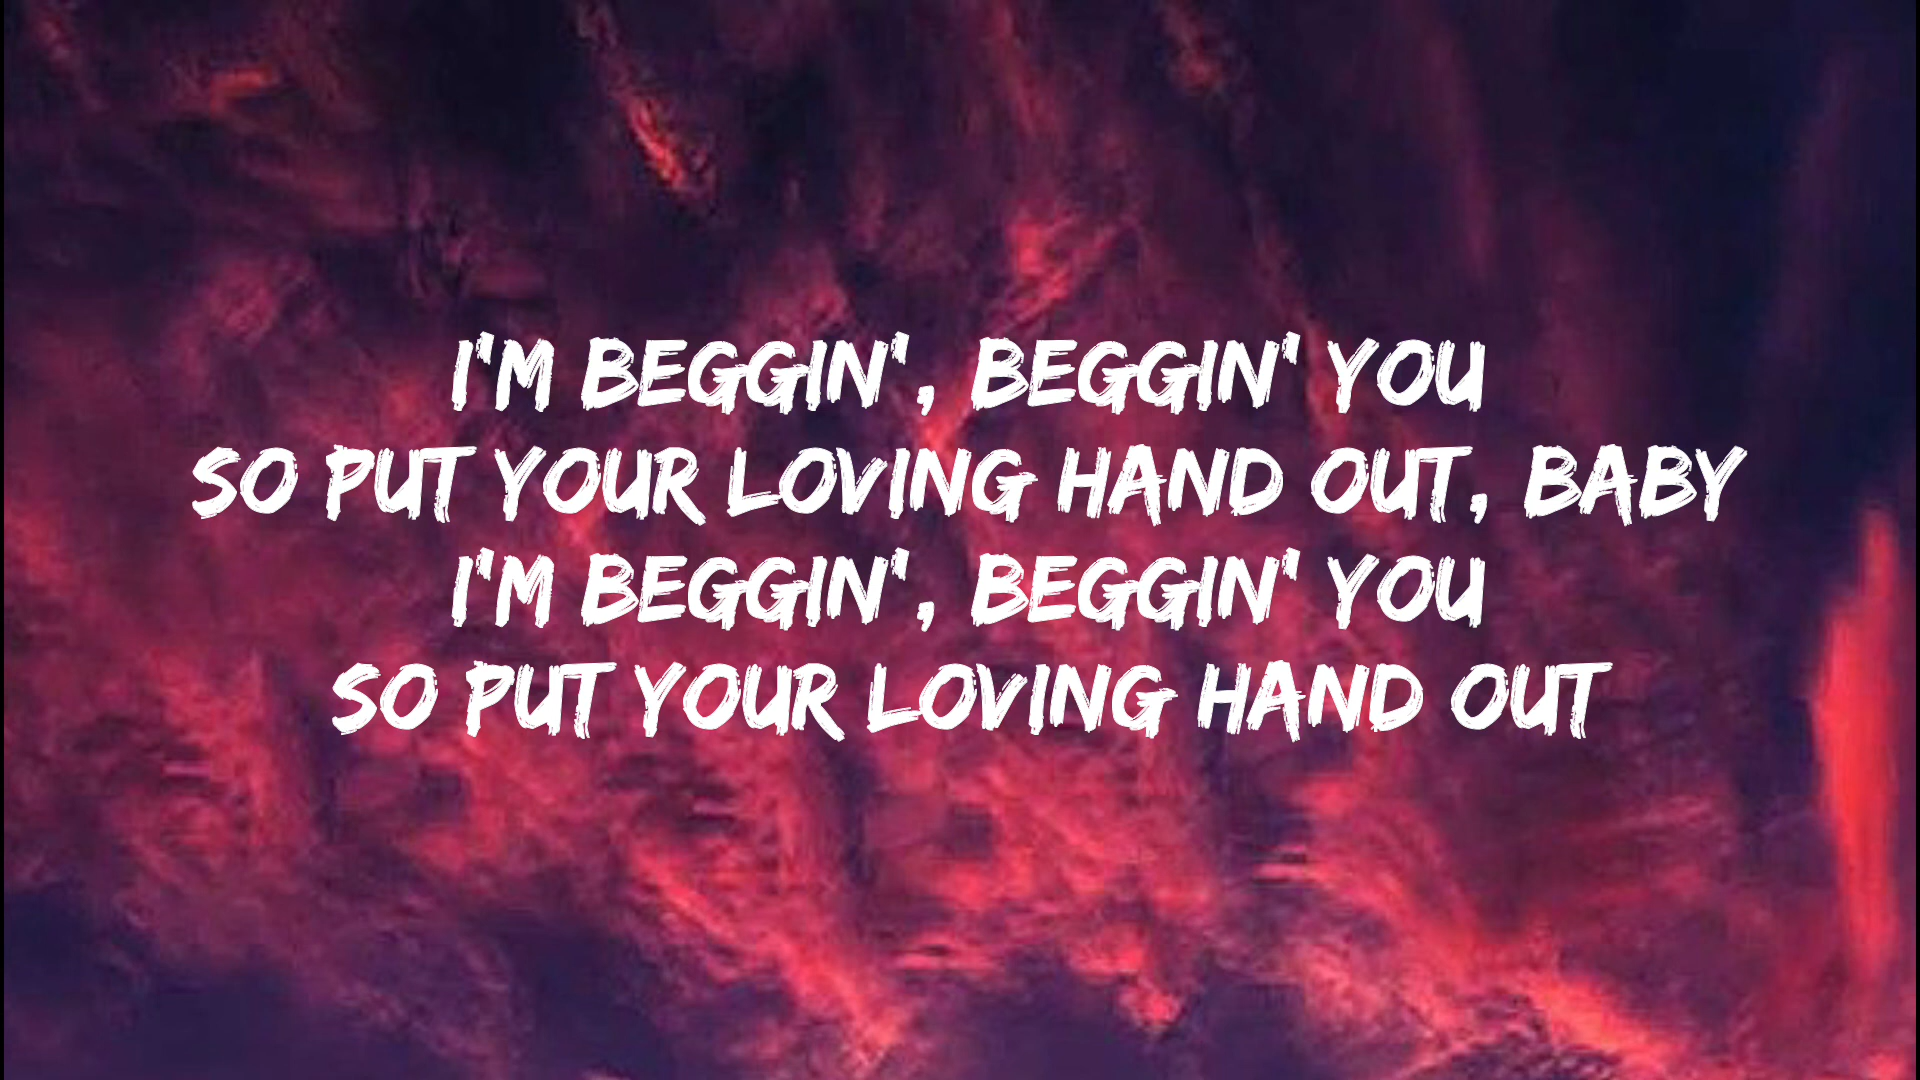 I'M BEGGIN', BEGGIN' YOU
SO PUT YOUR LOVING HAND OUT, BABY
I'M BEGGIN', BEGGIN' YOU
SO PUT YOUR LOVING HAND OUT